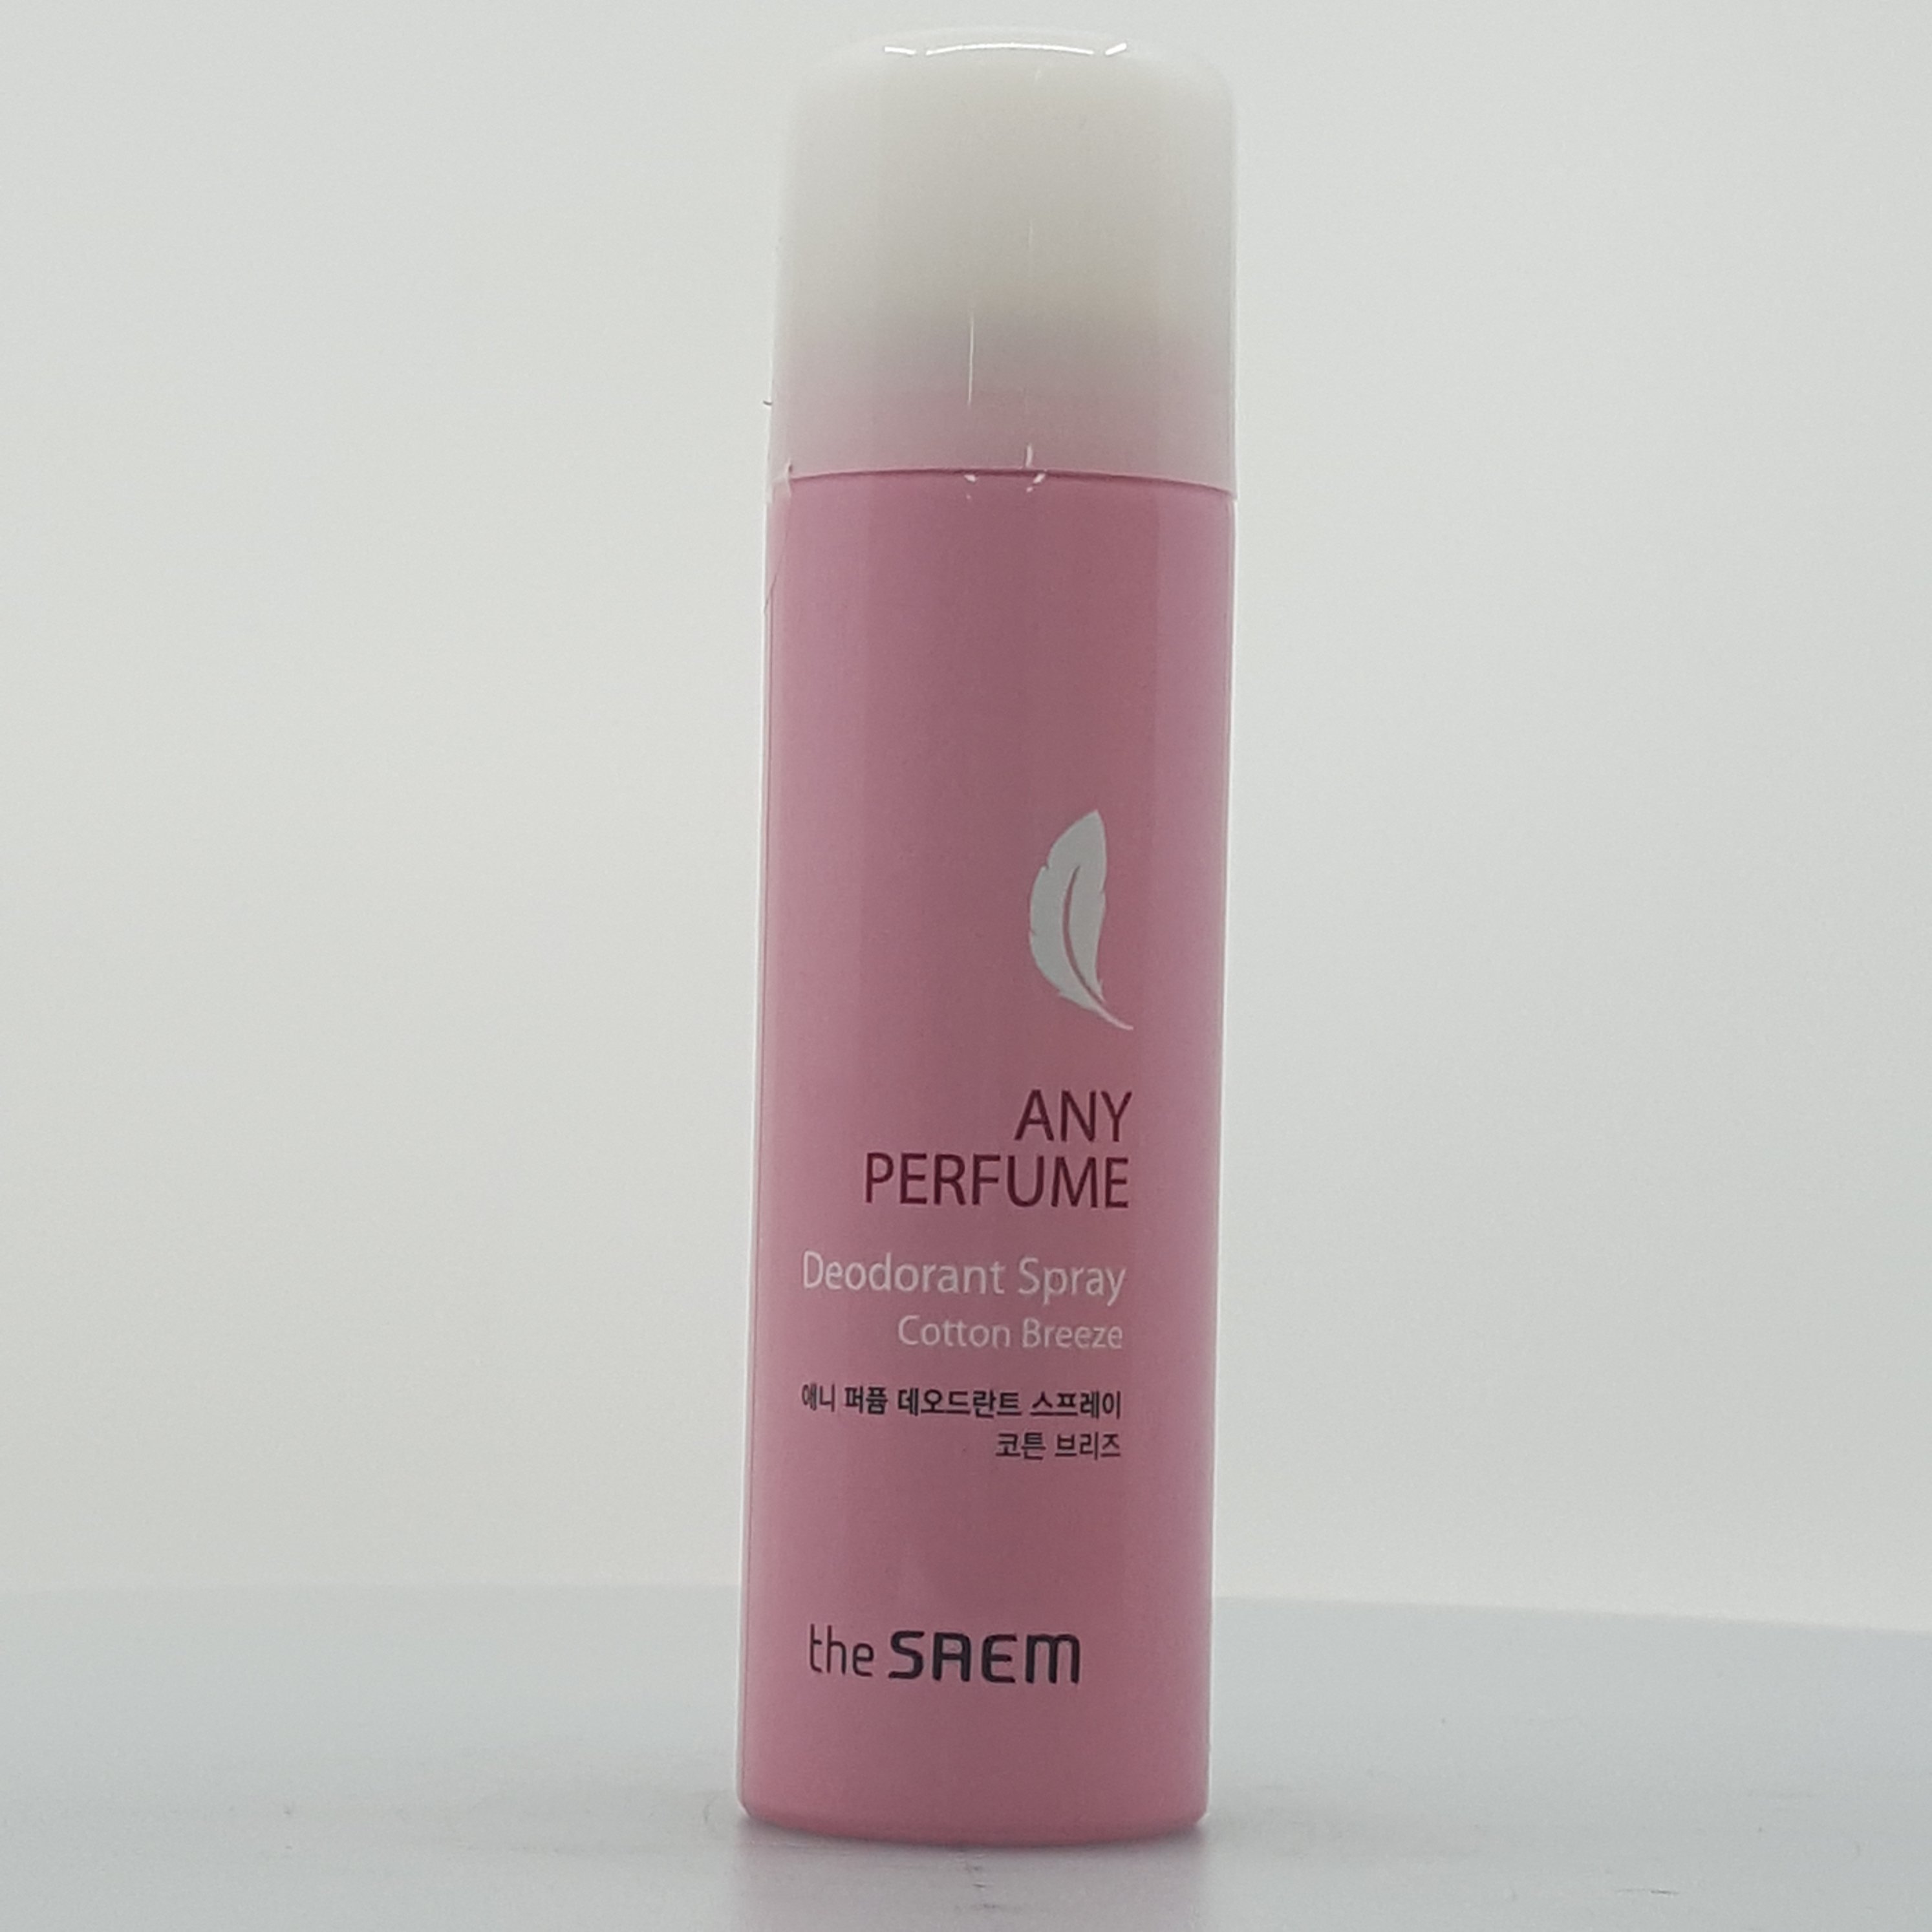 ANY
PERFUME
Deodorant Spray
Cotton Breeze
애니 퍼퓸 데오드란트 스프레이
코튼 브리즈
the SAEM